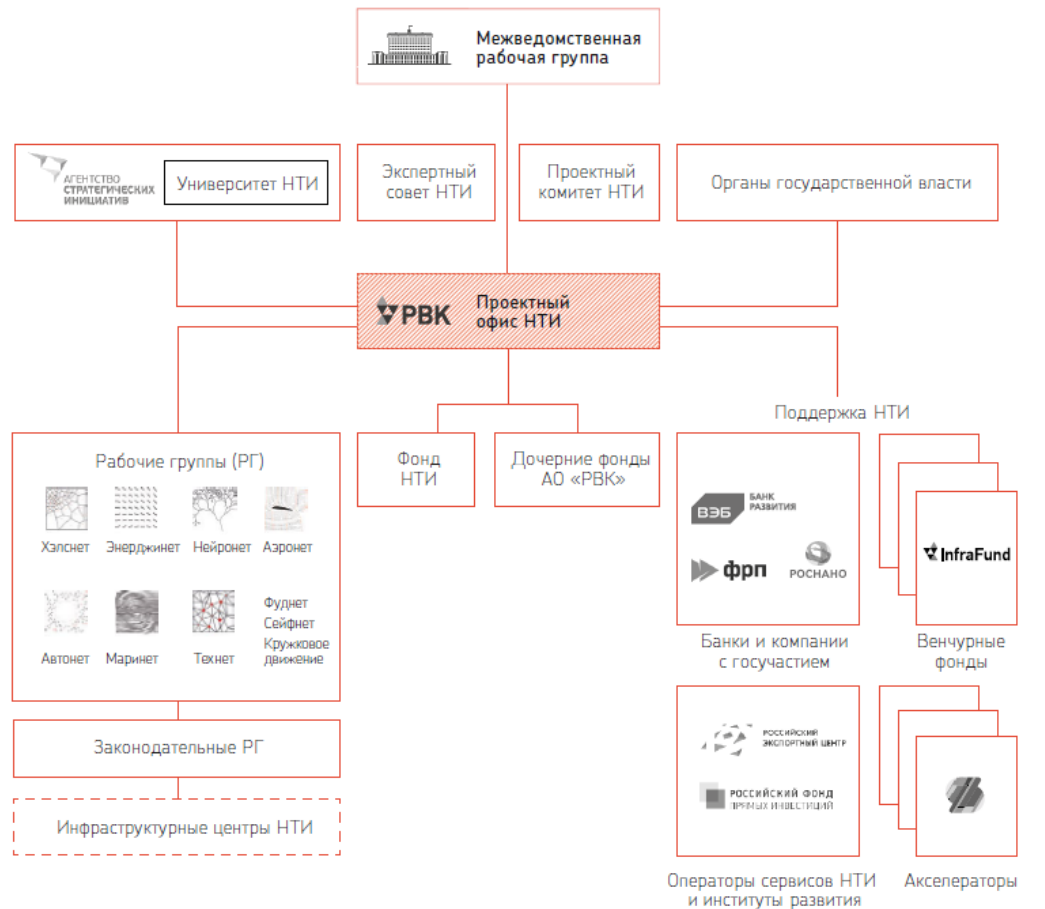 Межведомственная
рабочая группа
АГЕНТСТВО
СТРАТЕГИЧЕСКИХ
ИНИЦИАТИВ
Университет НТИ
Экспертный
совет НТИ
Проектный
комитет НТИ
Органы государственной власти
РВК
Проектный
офис НТИ
Поддержка НТИ
Рабочие группы (РГ)
Хэлснет
Энерджинет
Нейронет
Аэронет
Автонет
Маринет
Технет
Фуднет
Сейфнет
Кружковое
движение
Законодательные РГ
Инфраструктурные центры НТИ
Фонд
НТИ
Дочерние фонды
АО «РВК»
ВЭБ
БАНК
РАЗВИТИЯ
фрп
РОСНАНО
Банки и компании
с госучастием
InfraFund
Венчурные
фонды
РОССИЙСКИЙ
ЭКСПОРТНЫЙ ЦЕНТР
РОССИЙСКИЙ ФОНД
ПРЯМЫХ ИНВЕСТИЦИЙ
Операторы сервисов НТИ
и институты развития
Акселераторы